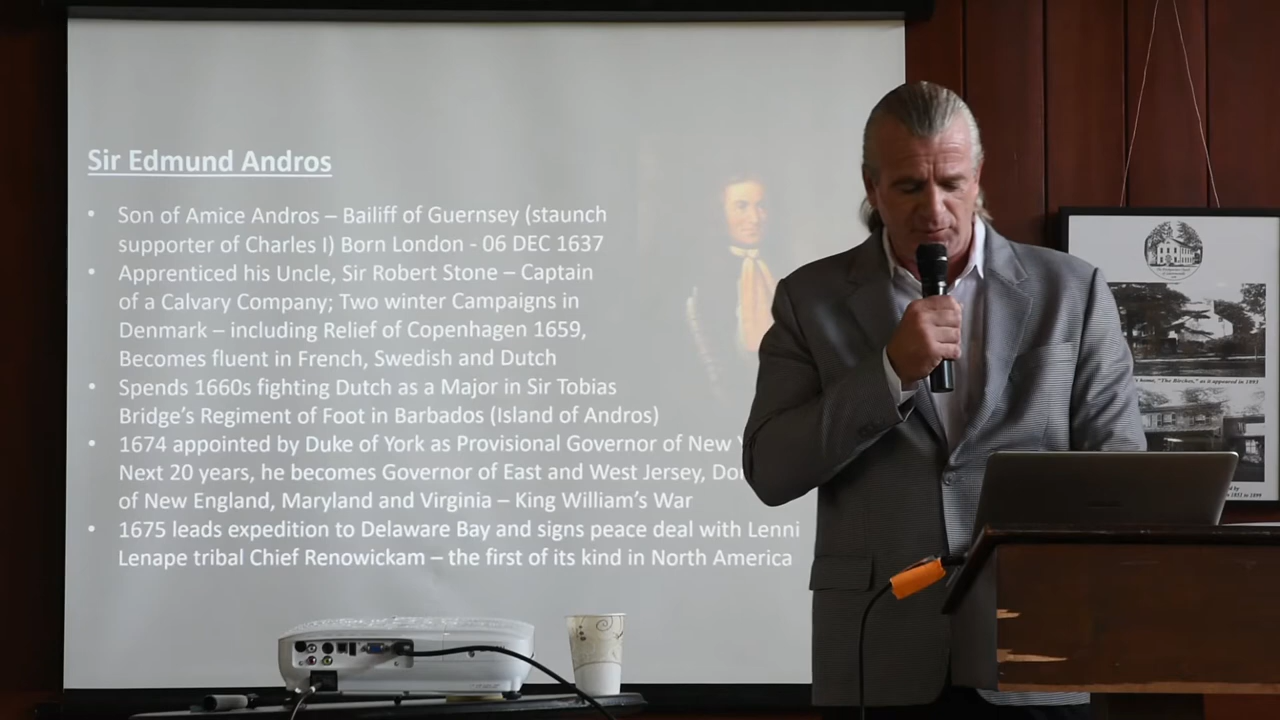 Sir Edmund Andros
• Son of Amice Andros – Bailiff of Guernsey (staunch
supporter of Charles I) Born London - 06 DEC 1637
• Apprenticed his Uncle, Sir Robert Stone – Captain
of a Calvary Company; Two winter Campaigns in
Denmark – including Relief of Copenhagen 1659,
Becomes fluent in French, Swedish and Dutch
• Spends 1660s fighting Dutch as a Major in Sir Tobias
Bridge's Regiment of Foot in Barbados (Island of Andros)
• 1674 appointed by Duke of York as Provisional Governor of New
Next 20 years, he becomes Governor of East and West Jersey,
of New England, Maryland and Virginia – King William's War
• 1675 leads expedition to Delaware Bay and signs peace deal with Lenni
Lenape tribal Chief Renowickam – the first of its kind in North America
home, "The Birches," as it appeared in 1893